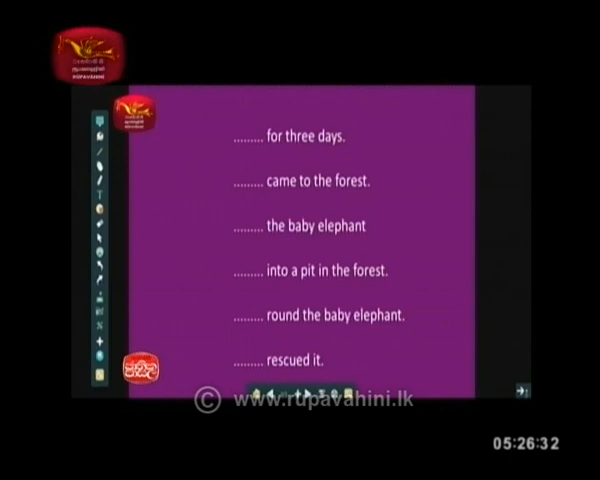 RUPAVAHINI
......... for three days.
......... came to the forest.
......... the baby elephant
......... into a pit in the forest.
......... round the baby elephant.
......... rescued it.
© www.rupavahini.lk
05:26:32